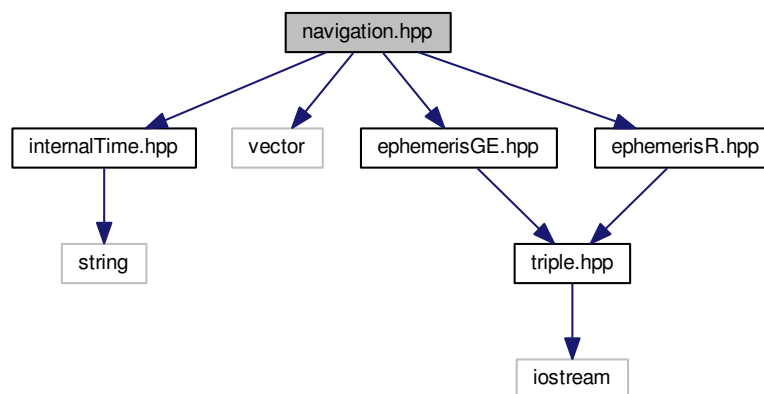 navigation.hpp
internalTime.hpp
vector
ephemerisGE.hpp
ephemerisR.hpp
string
triple.hpp
iostream